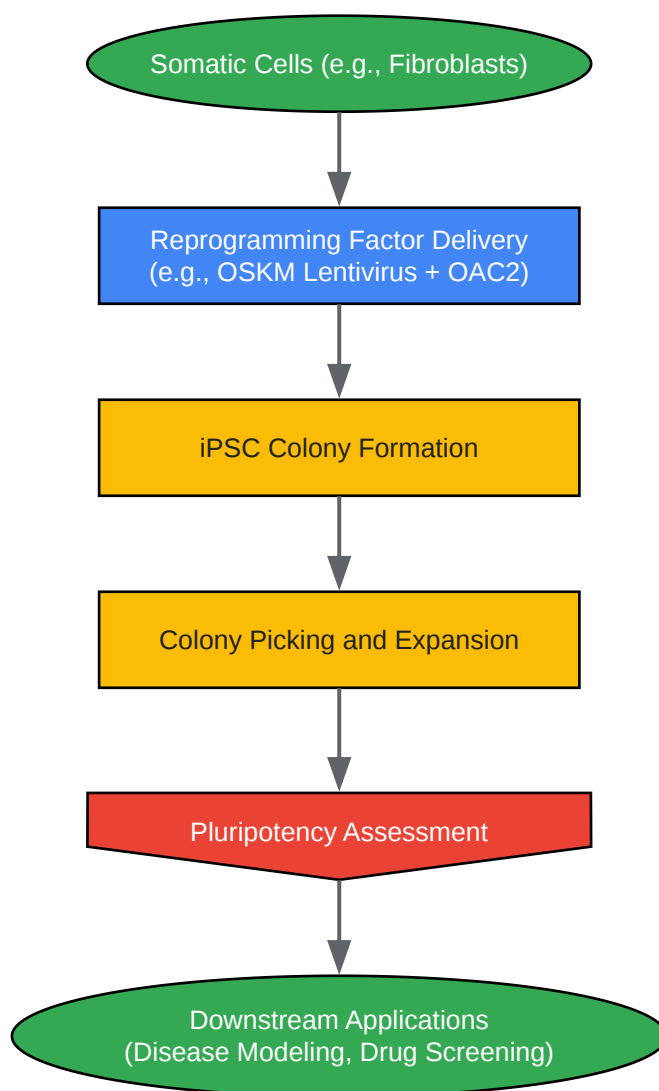 Somatic Cells (e.g., Fibroblasts)
Reprogramming Factor Delivery
(e.g., OSKM Lentivirus + OAC2)
iPSC Colony Formation
Colony Picking and Expansion
Pluripotency Assessment
Downstream Applications
(Disease Modeling, Drug Screening)